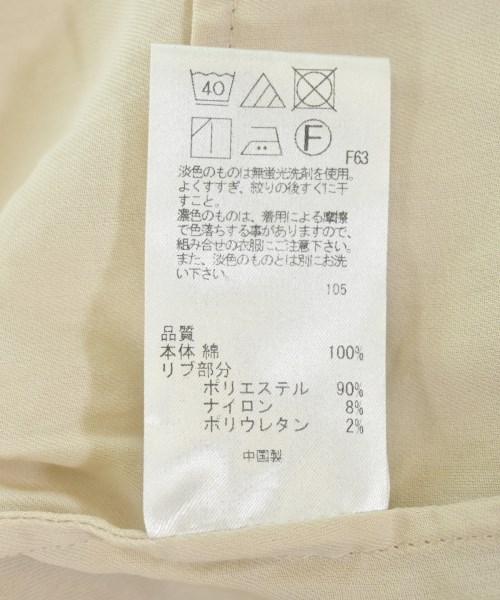 40
F
F63
淡色のものは無蛍光洗剤を使用。
よくすすぎ、絞りの後すぐに干
すこと。
濃色のものは、着用による摩擦
で色落ちする事がありますので、
組み合せの衣服にご注意下さい。
また、淡色のものとは別にお洗
い下さい。
105
品質
本体 綿 100%
リブ部分
ポリエステル 90%
ナイロン 8%
ポリウレタン 2%
中国製